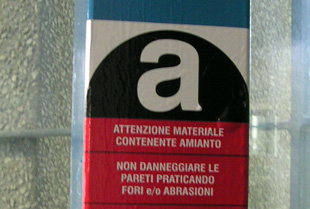 a
ATTENZIONE MATERIALE
CONTENENTE AMIANTO
NON DANNEGGIARE LE
PARETI PRATICANDO
FORI e/o ABRASIONI